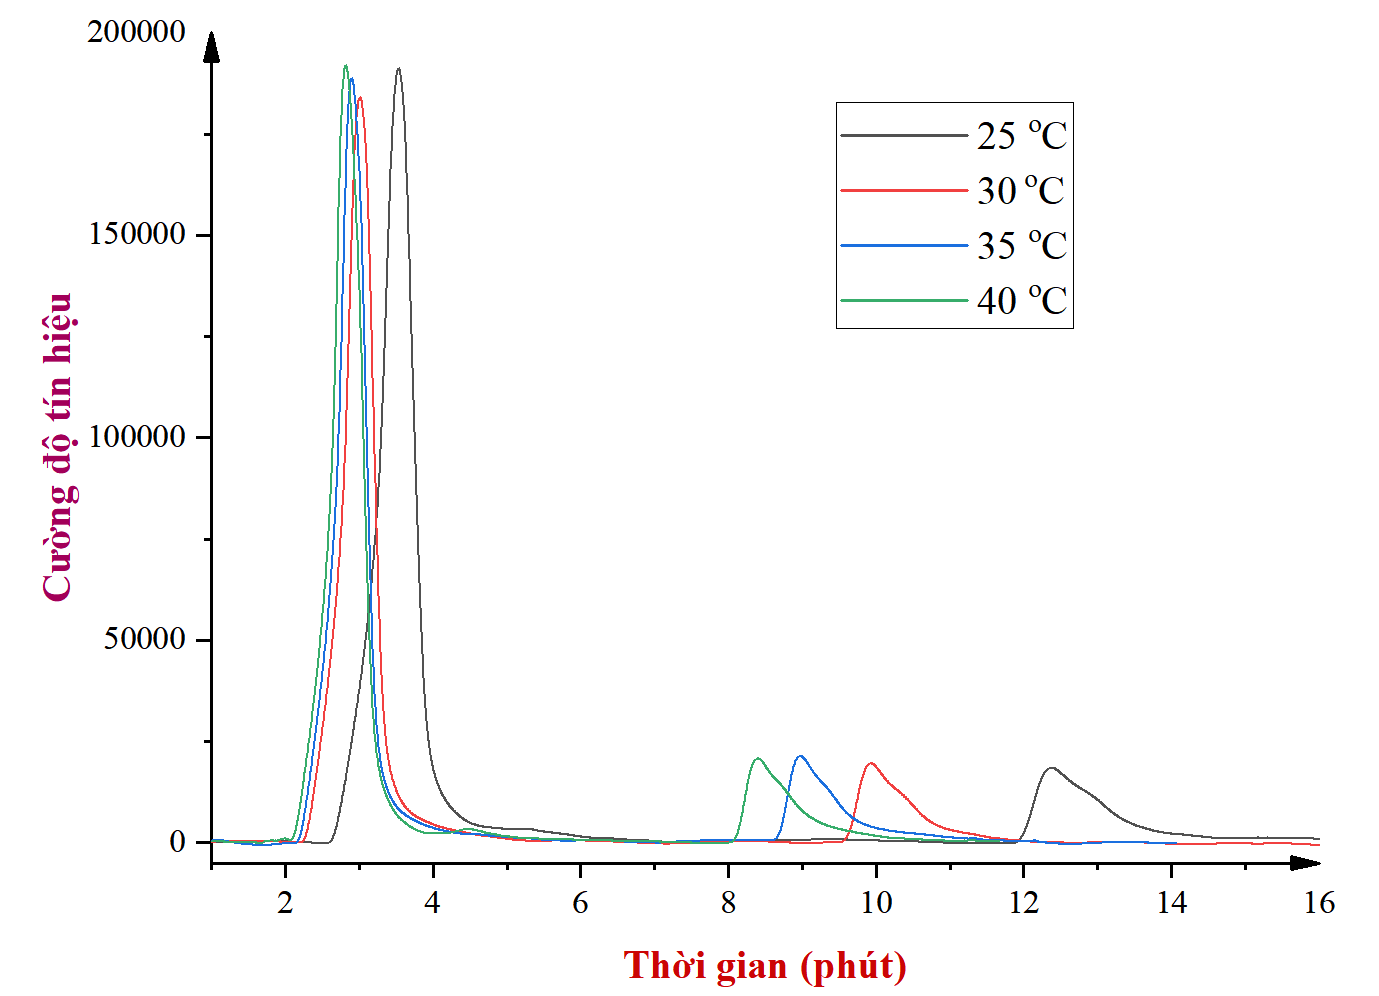 200000
150000
100000
50000
0
Cường độ tín hiệu
25 °C
30 °C
35 °C
40 °C
2 4 6 8 10 12 14 16
Thời gian (phút)